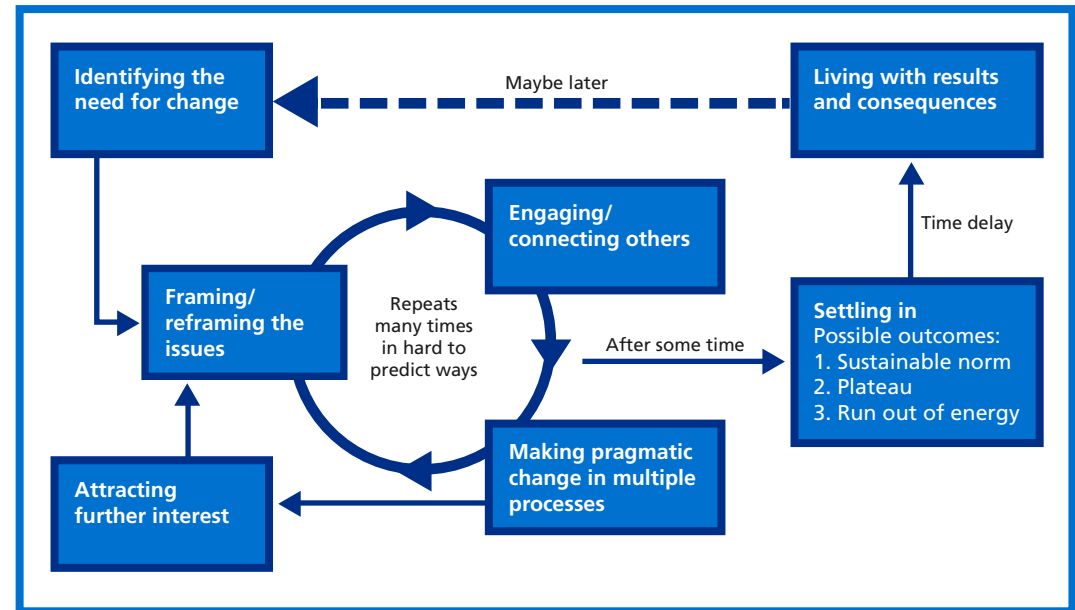 Identifying the
need for change
Maybe later
Living with results
and consequences
Engaging/
connecting others
Time delay
Framing/
reframing the
issues
Repeats
many times
in hard to
predict ways
After some time
Settling in
Possible outcomes:
1. Sustainable norm
2. Plateau
3. Run out of energy
Making pragmatic
change in multiple
processes
Attracting
further interest